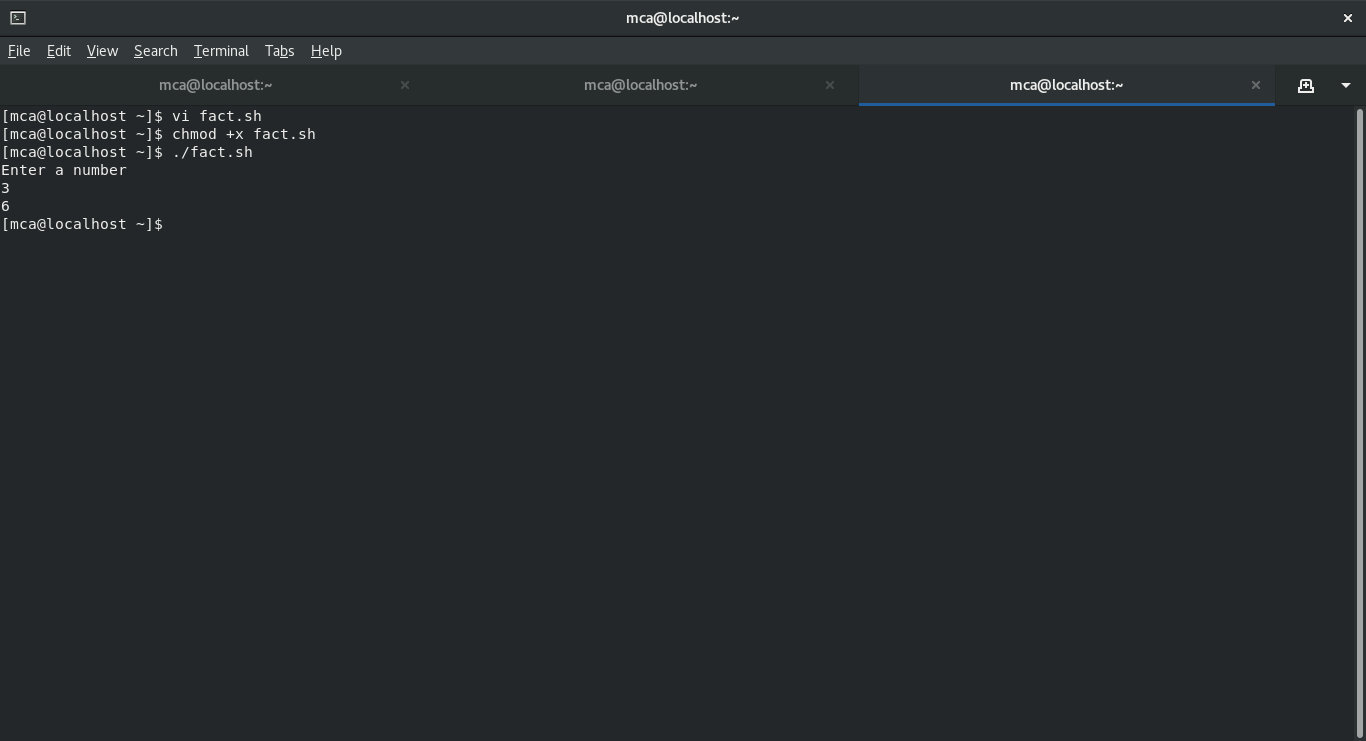 mca@localhost:~
File Edit View Search Terminal Tabs Help
mca@localhost:~ mca@localhost:~ mca@localhost:~
[mca@localhost ~]$ vi fact.sh
[mca@localhost ~]$ chmod +x fact.sh
[mca@localhost ~]$ ./fact.sh
Enter a number
3
6
[mca@localhost ~]$